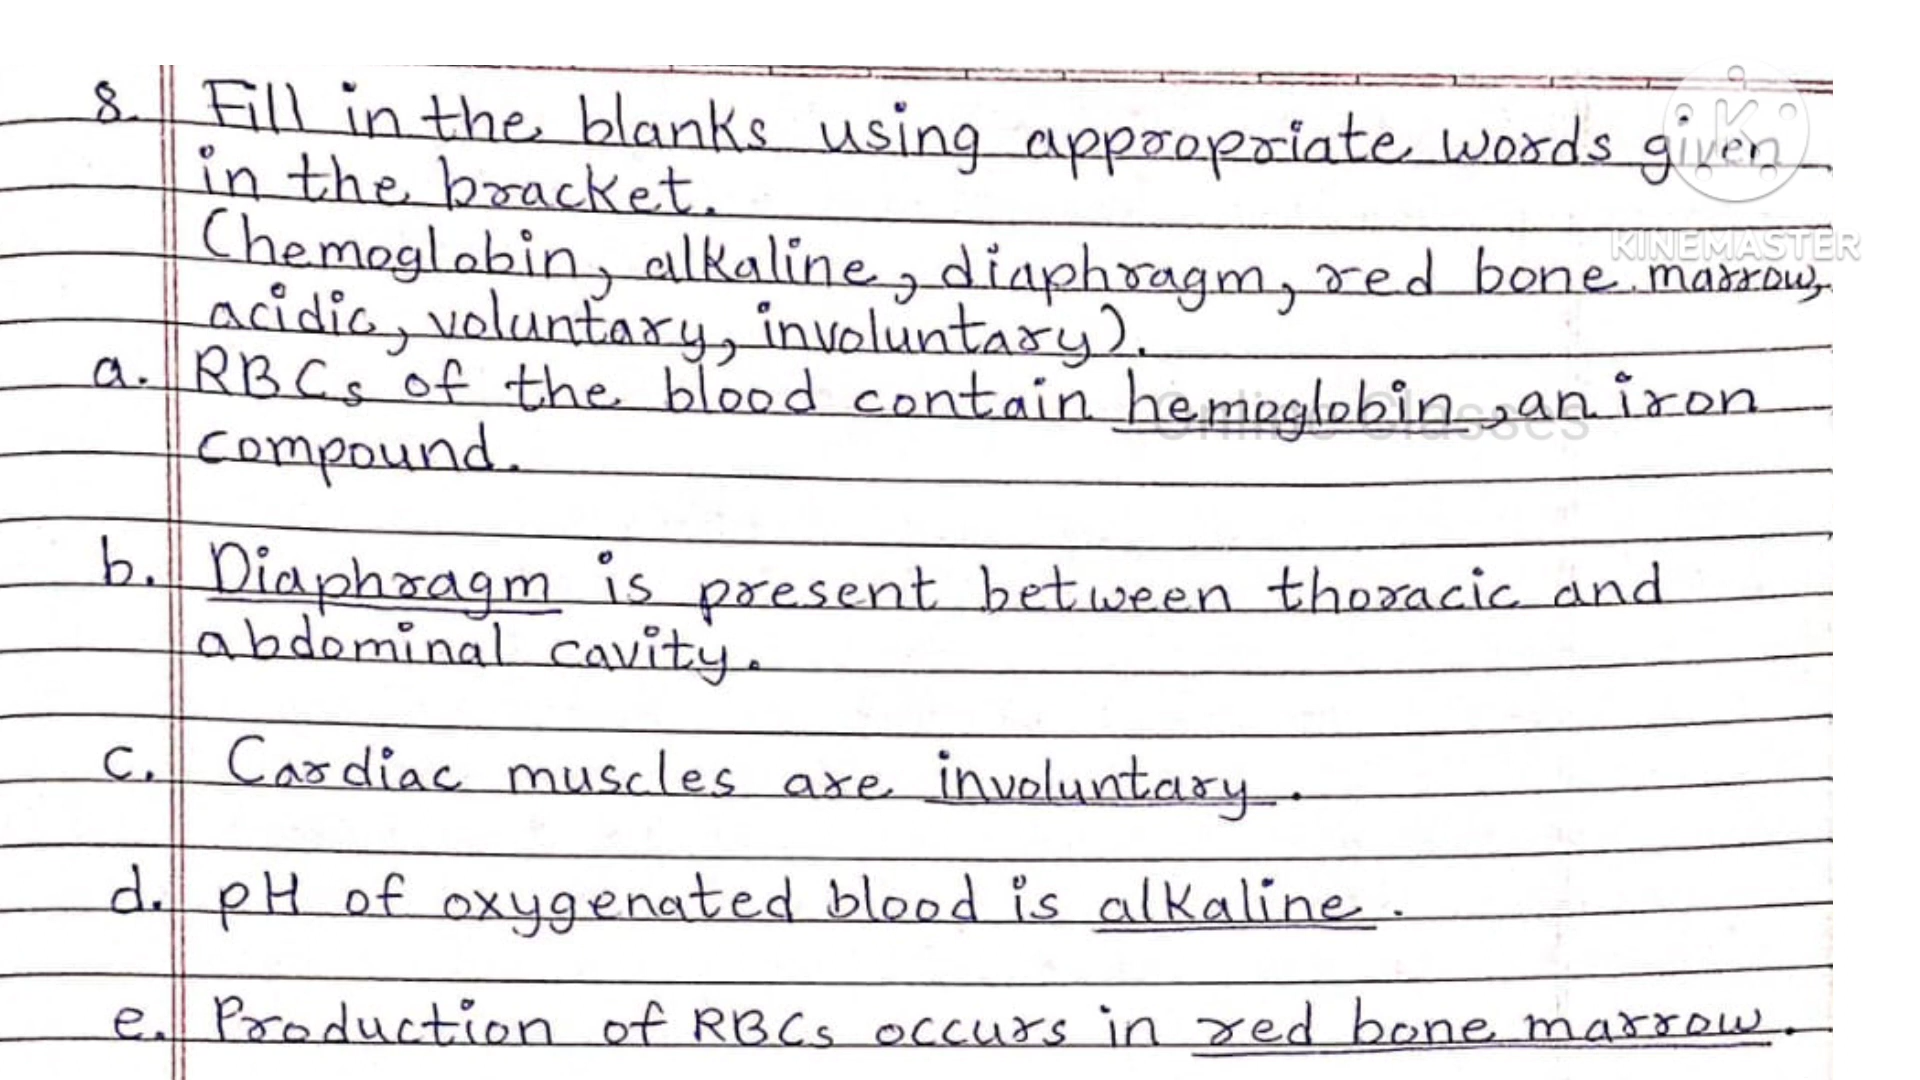 8. Fill in the blanks using appropriate words given
in the bracket.
(hemoglobin, alkaline, diaphragm, red bone marrow,
acidic, voluntary, involuntary).
a. RBCs of the blood contain hemoglobin, an iron
compound.
b. Diaphragm is present between thoracic and
abdominal cavity.
c. Cardiac muscles are involuntary.
d. pH of oxygenated blood is alkaline.
e. Production of RBCs occurs in red bone marrow.
K
KINEMASTER
Online Classes